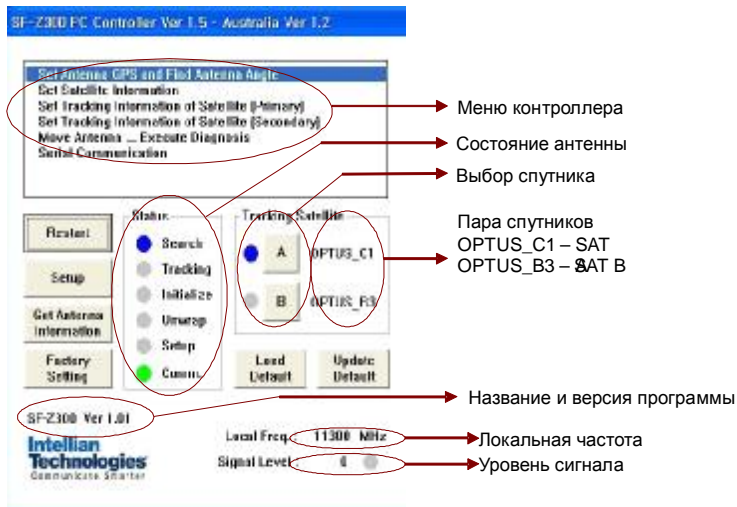 SF-Z300 PC Controller Ver 1.5 - Australia Ver 1.2
Set Antenna GPS and Find Antenna Angle
Set Satellite Information
Set Tracking Information of Satellite (Primary)
Set Tracking Information of Satellite (Secondary)
Move Antenna ... Execute Diagnosis
Serial Communication
Меню контроллера
Состояние антенны
Выбор спутника
Пара спутников
OPTUS_C1 – SAT
OPTUS_B3 – SAT B
Restart
Setup
Get Antenna
Information
Factory
Setting
Status
Search
Tracking
Initialize
Unwrap
Setup
Comm.
Tracking Satellite
A
OPTUS_C1
B
OPTUS_B3
Load
Default
Update
Default
SF-Z300 Ver 1.01
Название и версия программы
Intellian
Technologies
Communicate Smarter
Local Freq. : 11300 MHz
Локальная частота
Signal Level : 0
Уровень сигнала